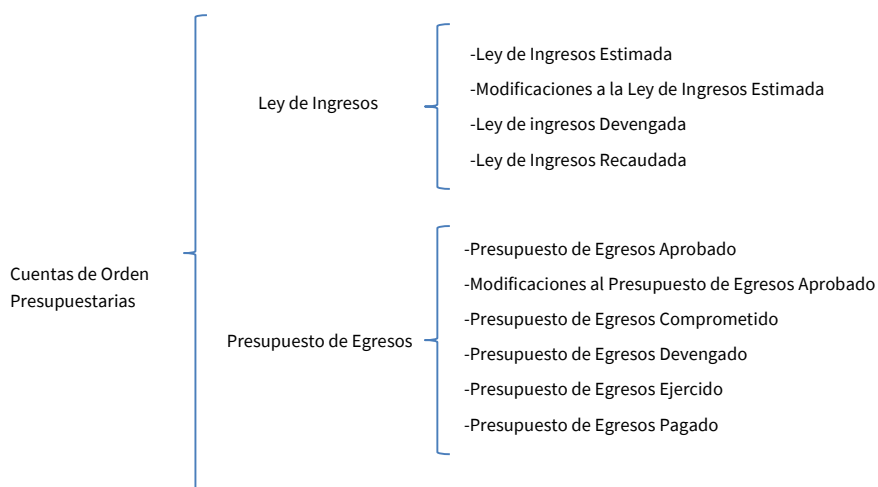 Cuentas de Orden
Presupuestarias
Ley de Ingresos
-Ley de Ingresos Estimada
-Modificaciones a la Ley de Ingresos Estimada
-Ley de ingresos Devengada
-Ley de Ingresos Recaudada
Presupuesto de Egresos
-Presupuesto de Egresos Aprobado
-Modificaciones al Presupuesto de Egresos Aprobado
-Presupuesto de Egresos Comprometido
-Presupuesto de Egresos Devengado
-Presupuesto de Egresos Ejercido
-Presupuesto de Egresos Pagado